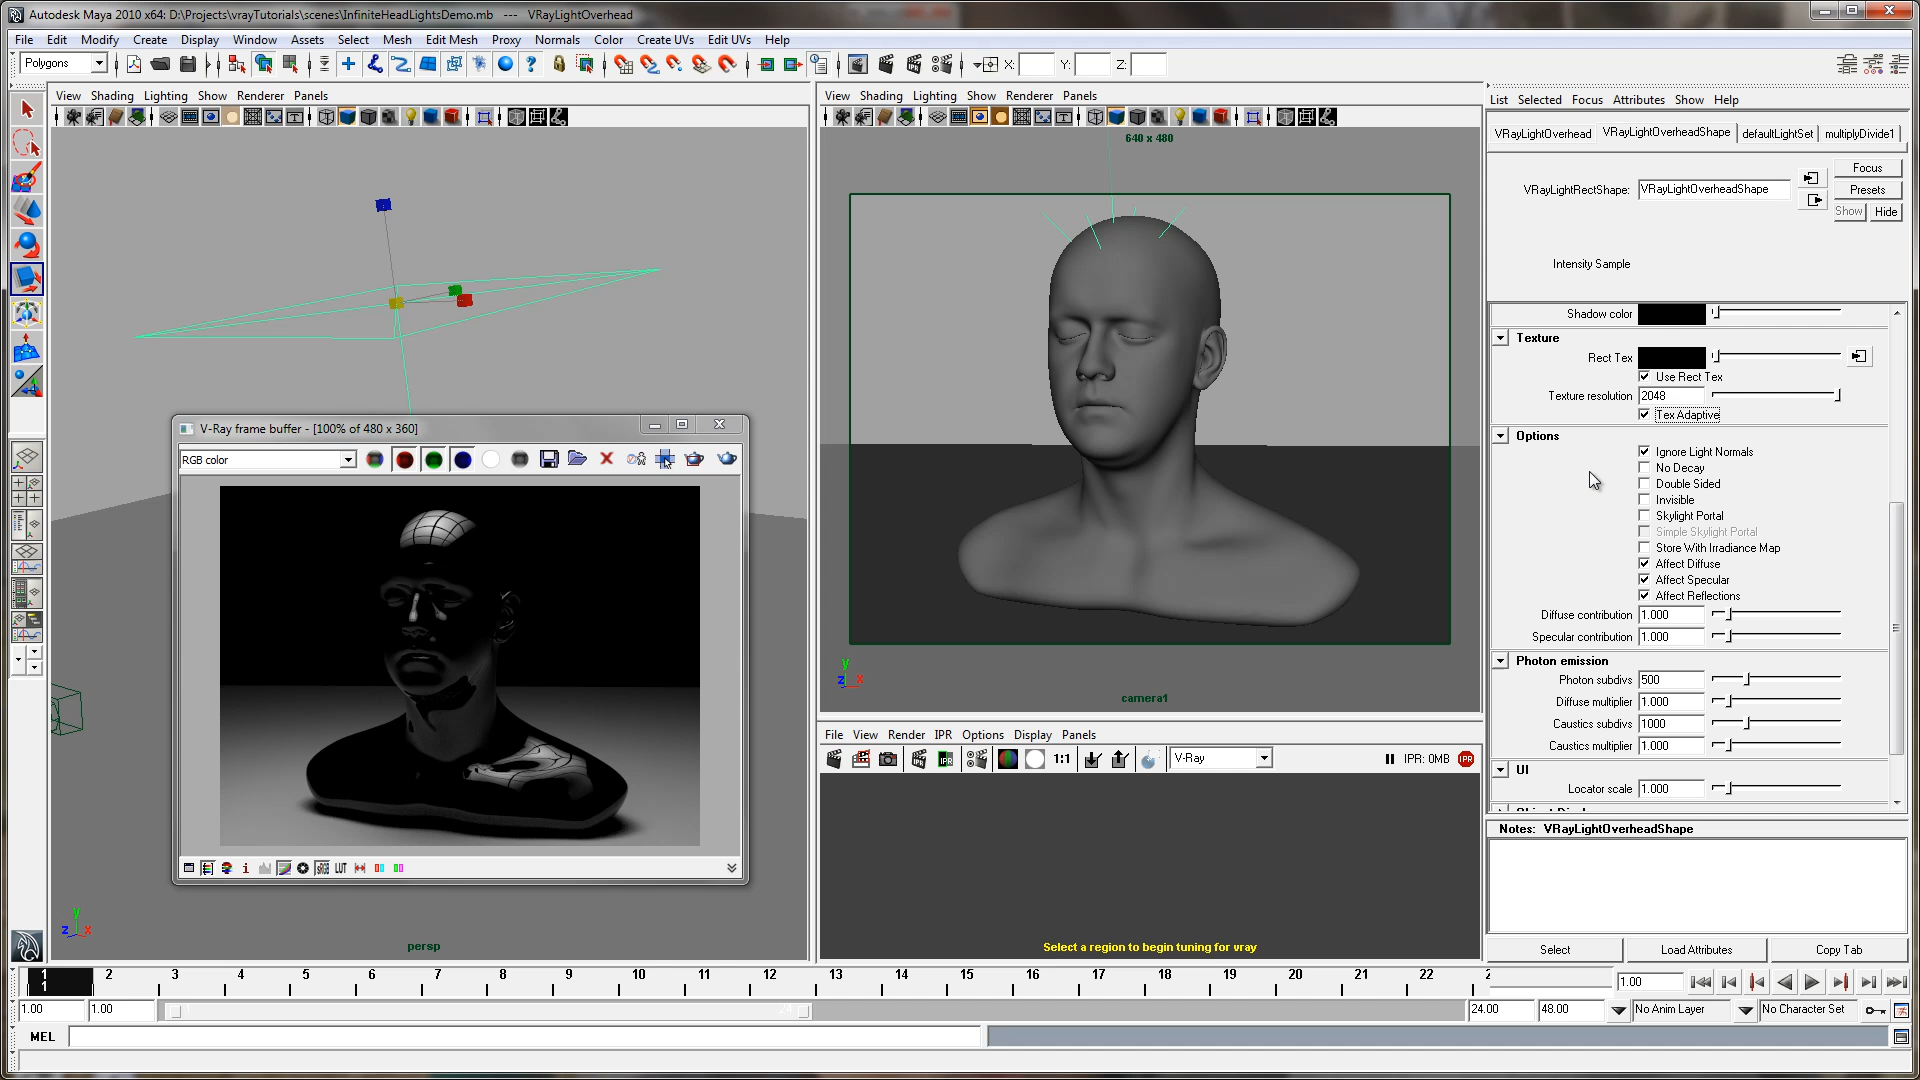 Autodesk Maya 2010 x64: D:\Projects\vrayTutorials\scenes\InfiniteHeadLightsDemo.mb   ---   VRayLightOverhead
File Edit Modify Create Display Window Assets Select Mesh Edit Mesh Proxy Normals Color Create UVs Edit UVs Help
Polygons X: Y: Z:
View Shading Lighting Show Renderer Panels
View Shading Lighting Show Renderer Panels
List Selected Focus Attributes Show Help
640 x 480
VRayLightOverhead VRayLightOverheadShape defaultLightSet multiplyDivide1
Focus
VRayLightRectShape: VRayLightOverheadShape Presets
Show Hide
Intensity Sample
Shadow color
Texture
Rect Tex
Use Rect Tex
Texture resolution 2048
Tex Adaptive
Options
Ignore Light Normals
No Decay
Double Sided
Invisible
Skylight Portal
Simple Skylight Portal
Store With Irradiance Map
Affect Diffuse
Affect Specular
Affect Reflections
Diffuse contribution 1.000
Specular contribution 1.000
Photon emission
Photon subdivs 500
Diffuse multiplier 1.000
Caustics subdivs 1000
Caustics multiplier 1.000
UI
Locator scale 1.000
V-Ray frame buffer - [100% of 480 x 360]
RGB color
sRGB LUT
y
z x
persp
y
z x
camera1
File View Render IPR Options Display Panels
IPR IPR 1:1 V-Ray IPR: 0MB IPR
Select a region to begin tuning for vray
Notes: VRayLightOverheadShape
Select Load Attributes Copy Tab
1 2 3 4 5 6 7 8 9 10 11 12 13 14 15 16 17 18 19 20 21 22
1 1.00
1.00 1.00 24 24.00 48.00 No Anim Layer No Character Set
MEL